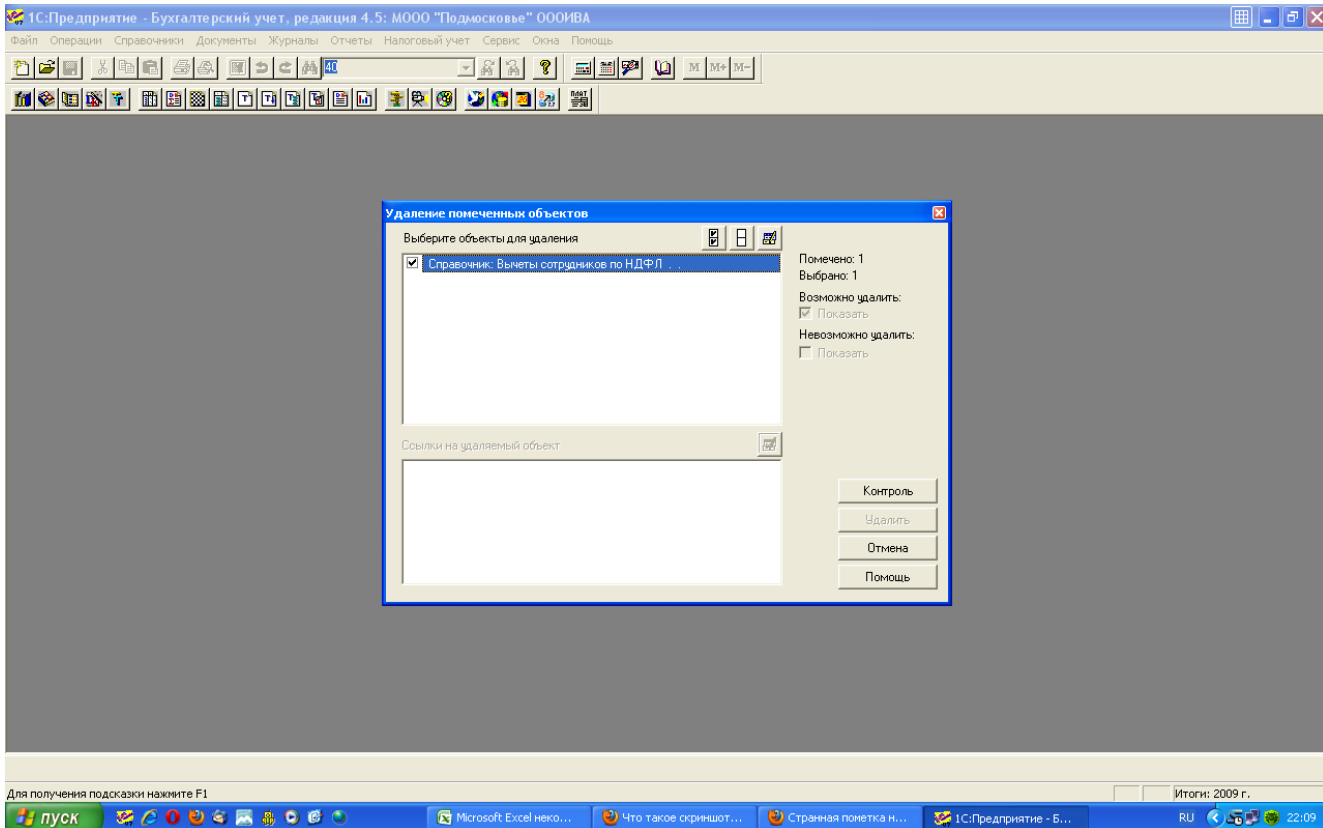 1С:Предприятие - Бухгалтерский учет, редакция 4.5: МООО "Подмосковье" ОООИВА
Файл Операции Справочники Документы Журналы Отчеты Налоговый учет Сервис Окна Помощь
40
M M+ M-
Удаление помеченных объектов
Выберите объекты для удаления
Справочник: Вычеты сотрудников по НДФЛ . .
Помечено: 1
Выбрано: 1
Возможно удалить:
Показать
Невозможно удалить:
Показать
Ссылки на удаляемый объект
Контроль
Удалить
Отмена
Помощь
Для получения подсказки нажмите F1
Итоги: 2009 г.
пуск
Microsoft Excel неко...
Что такое скриншот...
Странная пометка н...
1С:Предприятие - Б...
RU
22:09